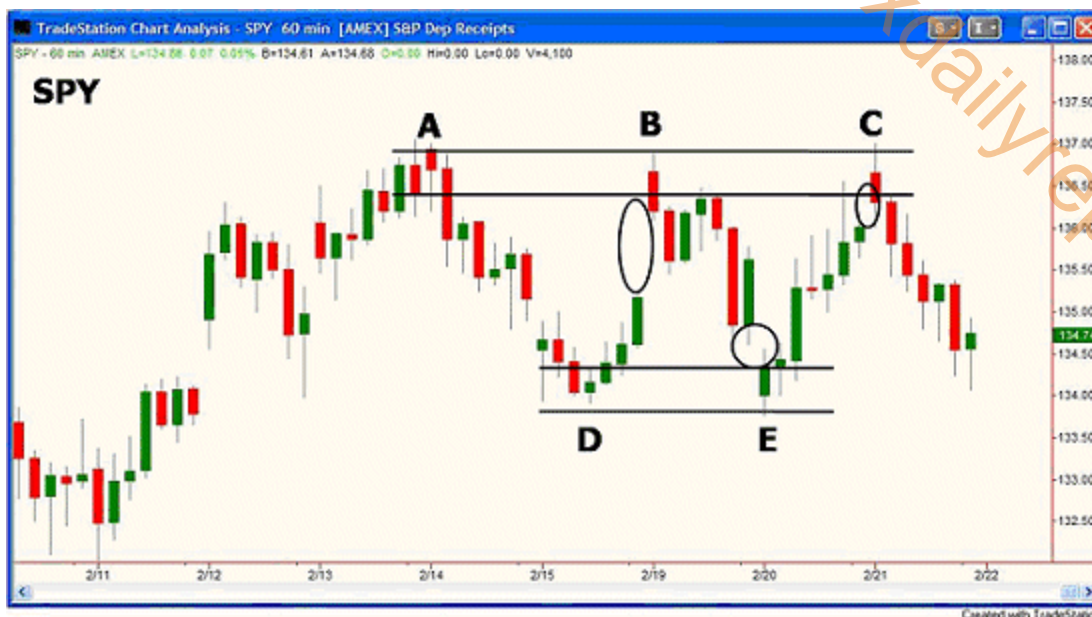 TradeStation Chart Analysis - SPY 60 min [AMEX] S&P Dep Receipts
SPY - 60 min AMEX L=134.68 0.07 0.05% B=134.61 A=134.68 O=0.00 Hi=0.00 Lo=0.00 V=4,100
SPY
A
B
C
D
E
138.00
137.50
137.00
136.50
136.00
135.50
135.00
134.74
134.50
134.00
133.50
133.00
132.50
2/11 2/12 2/13 2/14 2/15 2/19 2/20 2/21 2/22
Created with TradeStation
xdailyre